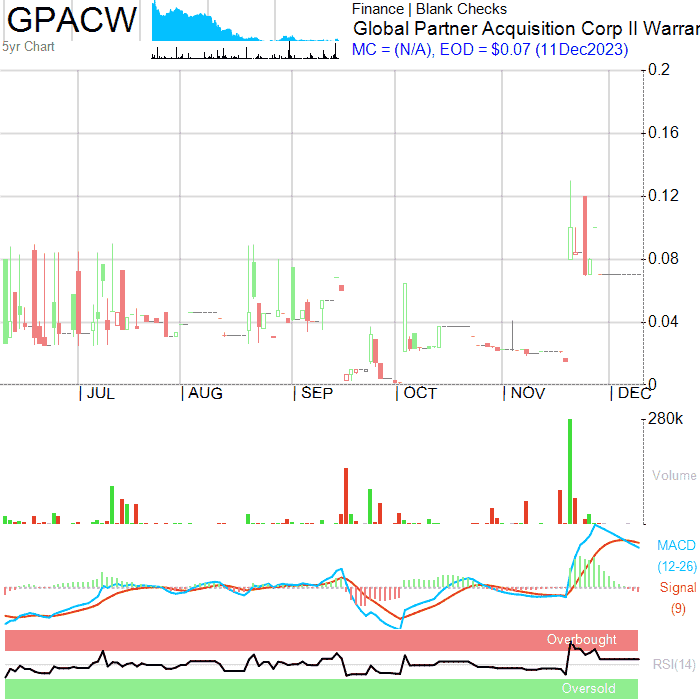 GPACW
5yr Chart
Finance | Blank Checks
Global Partner Acquisition Corp II Warrar
MC = (N/A), EOD = $0.07 (11Dec2023)
0.2
0.16
0.12
0.08
0.04
0
| JUL
| AUG
| SEP
| OCT
| NOV
| DEC
280k
Volume
MACD
(12-26)
Signal
(9)
Overbought
RSI(14)
Oversold